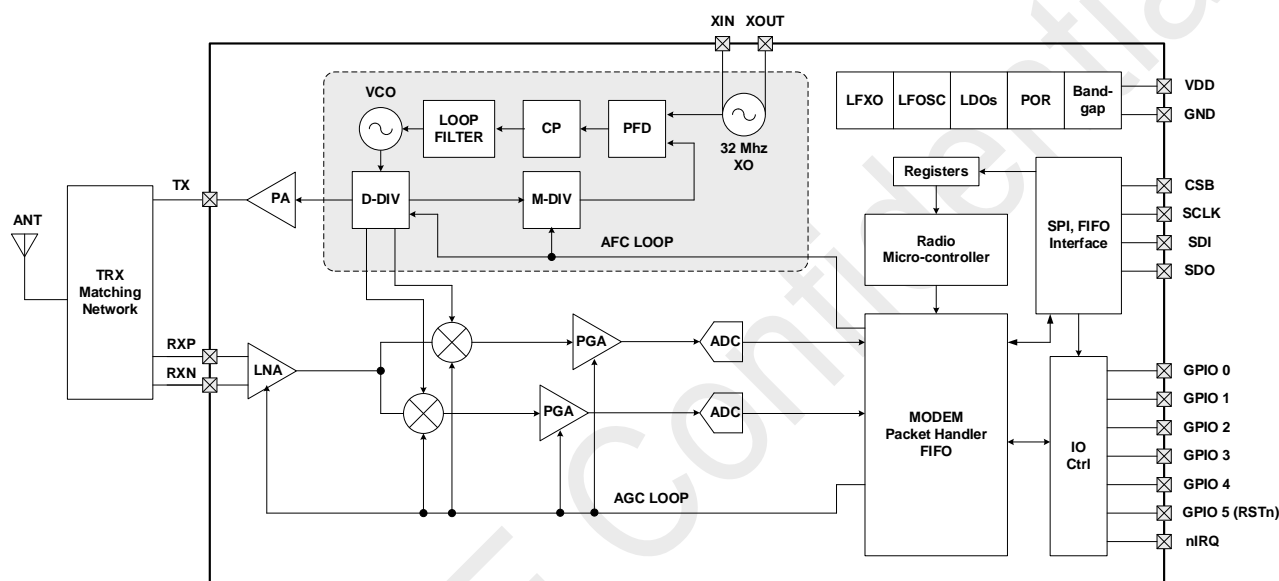 XIN XOUT
VCO
LOOP
FILTER
CP
PFD
32 Mhz
XO
LFXO
LFOSC
LDOs
POR
Band-
gap
VDD
GND
TX
PA
D-DIV
M-DIV
AFC LOOP
Registers
Radio
Micro-controller
SPI, FIFO
Interface
CSB
SCLK
SDI
SDO
ANT
TRX
Matching
Network
RXP
RXN
LNA
PGA
ADC
PGA
ADC
MODEM
Packet Handler
FIFO
IO
Ctrl
GPIO 0
GPIO 1
GPIO 2
GPIO 3
GPIO 4
GPIO 5 (RSTn)
nIRQ
AGC LOOP